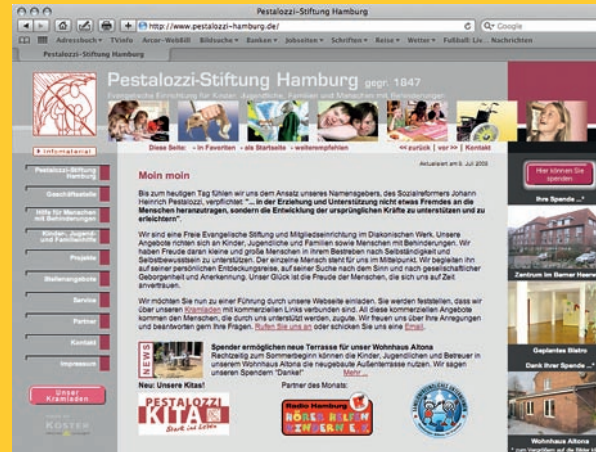 Pestalozzi-Stiftung Hamburg
http://www.pestalozzi-hamburg.de/
Google
Adressbuch TVinfo Arcor-WebBill Bildsuche Banken Jobseiten Schriften Reise Wetter Fußball: Liv... Nachrichten
Pestalozzi-Stiftung Hamburg
Pestalozzi-Stiftung Hamburg gegr. 1847
Evangelische Einrichtung für Kinder, Jugendliche, Familien und Menschen mit Behinderungen
Infomaterial
Diese Seite: - in Favoriten - als Startseite - weiterempfehlen
<< zurück | vor >> | Kontakt
Pestalozzi-Stiftung
Hamburg
Geschäftsstelle
Hilfe für Menschen
mit Behinderungen
Kinder-, Jugend-
und Familienhilfe
Projekte
Stellenangebote
Service
Partner
Kontakt
Impressum
Unser
Kramladen
KÖSTER
Moin moin
Bis zum heutigen Tag fühlen wir uns dem Ansatz unseres Namensgebers, des Sozialreformers Johann
Heinrich Pestalozzi, verpflichtet "... in der Erziehung und Unterstützung nicht etwas Fremdes an die
Menschen heranzutragen, sondern die Entwicklung der ursprünglichen Kräfte zu unterstützen und zu
erleichtern".
Wir sind eine Freie Evangelische Stiftung und Mitgliedseinrichtung im Diakonischen Werk. Unsere
Angebote richten sich an Kinder, Jugendliche und Familien sowie Menschen mit Behinderungen. Wir
haben Freude daran kleine und große Menschen in ihrem Bestreben nach Selbständigkeit und
Selbstbewusstsein zu unterstützen. Der einzelne Mensch steht für uns im Mittelpunkt. Wir begleiten ihn
auf seiner persönlichen Entdeckungsreise, auf seiner Suche nach dem Sinn und nach gesellschaftlicher
Geborgenheit und Anerkennung. Unser Glück ist die Freude der Menschen, die sich uns auf Zeit
anvertrauen.
Wir möchten Sie nun zu einer Führung durch unsere Webseite einladen. Sie werden feststellen, dass wir
über unseren Kramladen mit kommerziellen Links verbunden sind. All diese kommerziellen Angebote
kommen den Menschen, die durch uns unterstützt werden, zugute. Wir freuen uns über Ihre Anregungen
und beantworten gern Ihre Fragen. Rufen Sie uns an oder schicken Sie uns eine Email.
NEWS
Spender ermöglichen neue Terrasse für unser Wohnhaus Altona
Rechtzeitig zum Sommerbeginn können die Kinder, Jugendlichen und Betreuer in
unserem Wohnhaus Altona die neugebaute Außenterrasse nutzen. Wir sagen
unseren Spendern "Danke!" Mehr ...
Neu: Unsere Kitas!
Partner des Monats:
PESTALOZZI
KITAS
Stark ins Leben
Radio Hamburg
HÖRER HELFEN
KINDERN E.V.
Hier können Sie
spenden
Ihre Spende ...*
Zentrum im Barner Heerweg
Geplantes Bistro
Dank Ihrer Spende ...*
Wohnhaus Altona